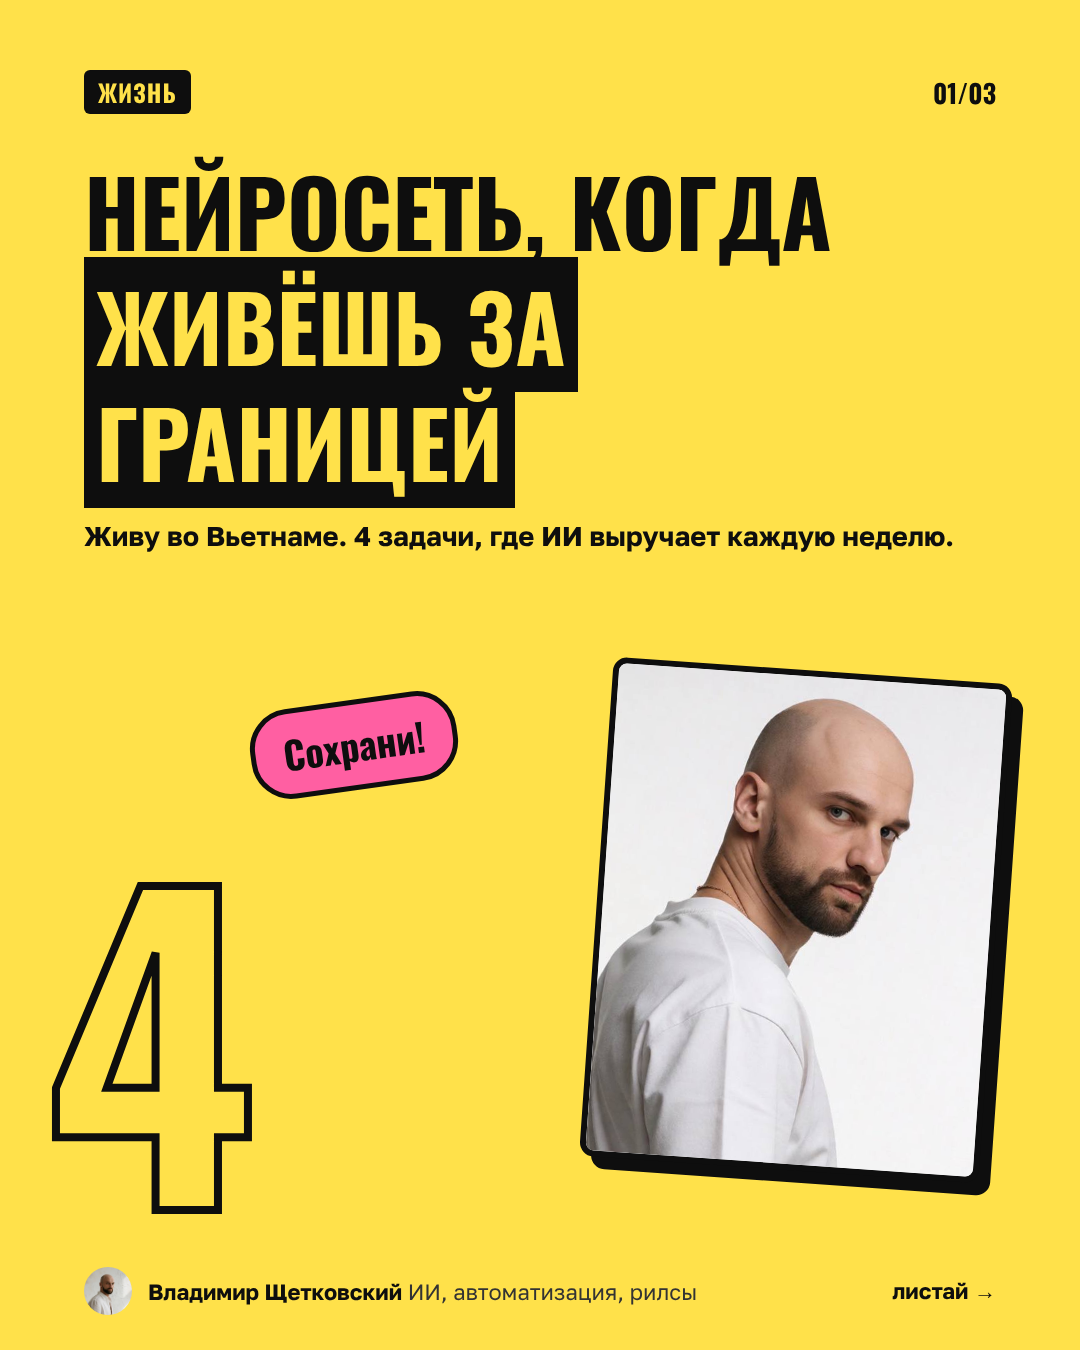 ЖИЗНЬ
01/03
НЕЙРОСЕТЬ, КОГДА
ЖИВЁШЬ ЗА
ГРАНИЦЕЙ
Живу во Вьетнаме. 4 задачи, где ИИ выручает каждую неделю.
Сохрани!
4
Владимир Щетковский ИИ, автоматизация, рилсы
листай →